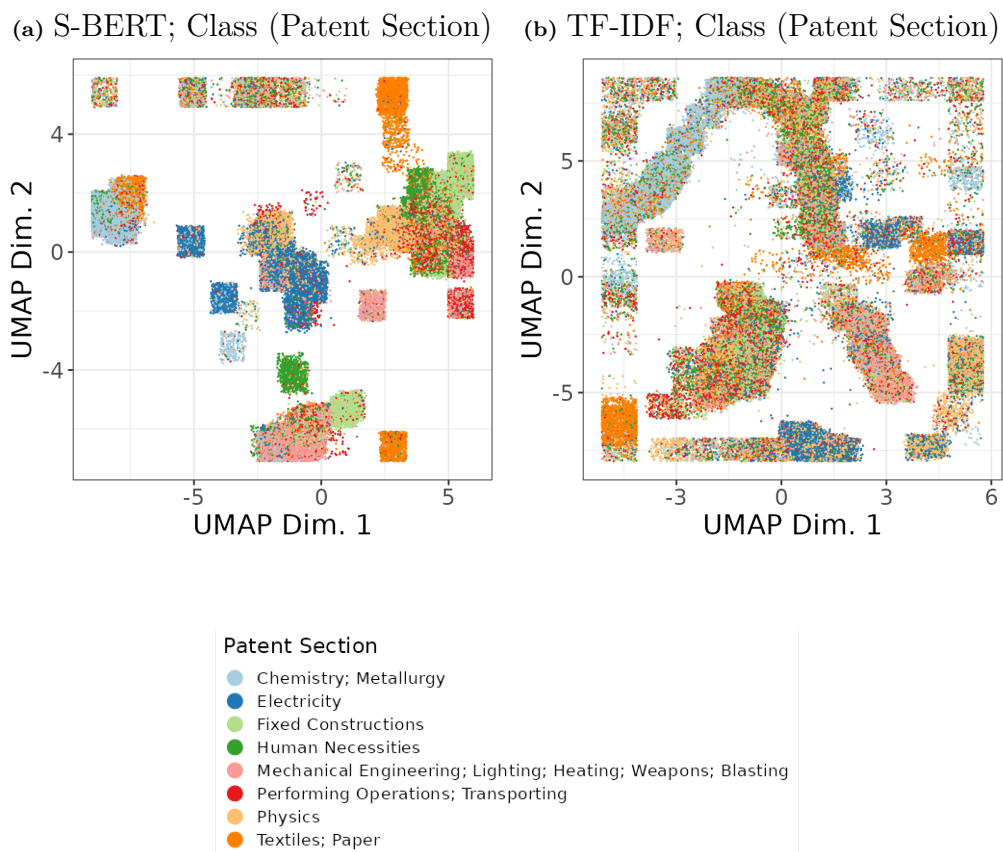 (a) S-BERT; Class (Patent Section)
4
0
-4
-5
0
5
UMAP Dim. 1
UMAP Dim. 2
(b) TF-IDF; Class (Patent Section)
5
0
-5
-3
0
3
6
UMAP Dim. 1
UMAP Dim. 2
Patent Section
Chemistry; Metallurgy
Electricity
Fixed Constructions
Human Necessities
Mechanical Engineering; Lighting; Heating; Weapons; Blasting
Performing Operations; Transporting
Physics
Textiles; Paper